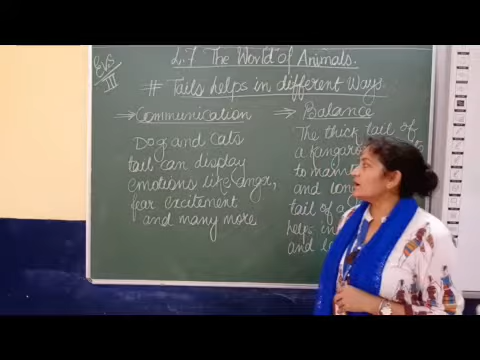 EVS
III
L.7 The World of Animals.
# Tails helps in different Ways.
→ Communication
Dog and Cats
tail can display
emotions like anger,
fear excitement
and many more
→ Balance
The thick tail of
a kangaroo
to
and
tail of a
helps in
and